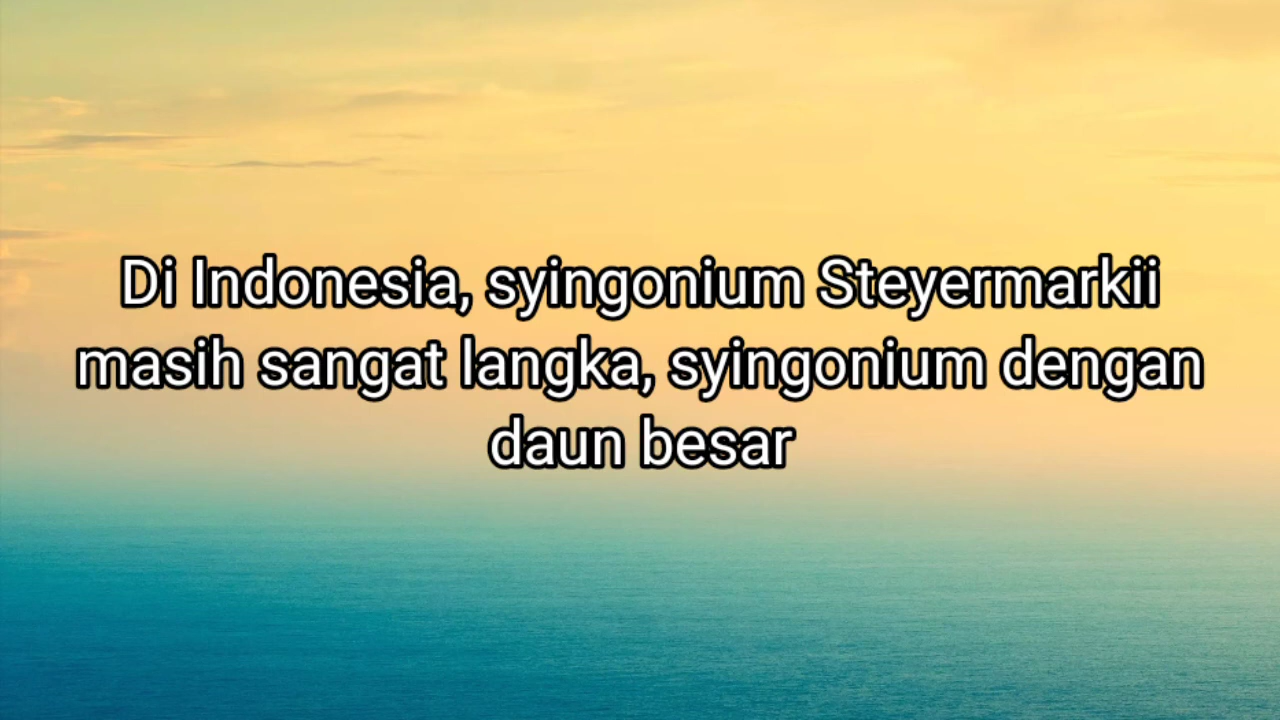 Di Indonesia, syingonium Steyermarkii
masih sangat langka, syingonium dengan
daun besar